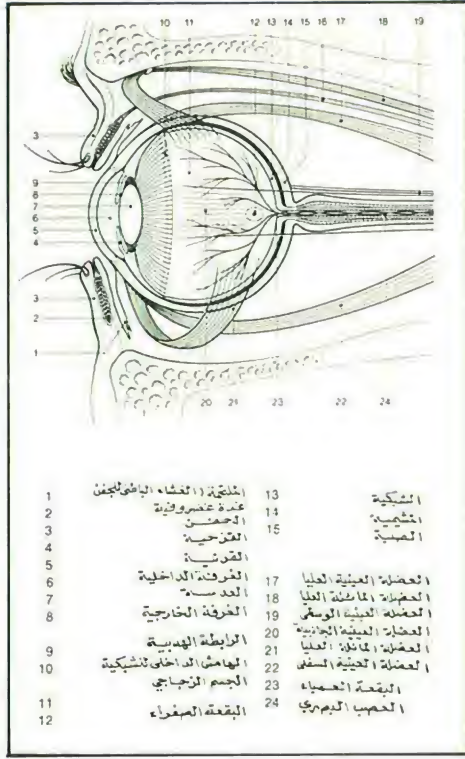 10 11 12 13 14 15 16 17 18 19
3
9
8
7
6
5
4
3
2
1
20 21 23 22 24
1 الملتحمة (الغشاء الباطني للجفن
2 غدة غضروفية
3 الجفن
4 القزحية
5 القرنية
6 الغرفة الداخلية
7 العدسة
8 الغرفة الخارجية
9 الرابطة الهدبية
10 الهامش الداخلي للشبكية
الجسم الزجاجي
11
12 البقعة الصفراء
13 الشبكية
14 المشيمية
15 الصلبة
17 العضلة العينية العليا
18 العضلة المائلة العليا
19 العضلة العينية الوسطى
20 العضلة العينية الجانبية
21 العضلة المائلة العليا
22 العضلة العينية السفلى
23 البقعة العمياء
24 العصب البصري